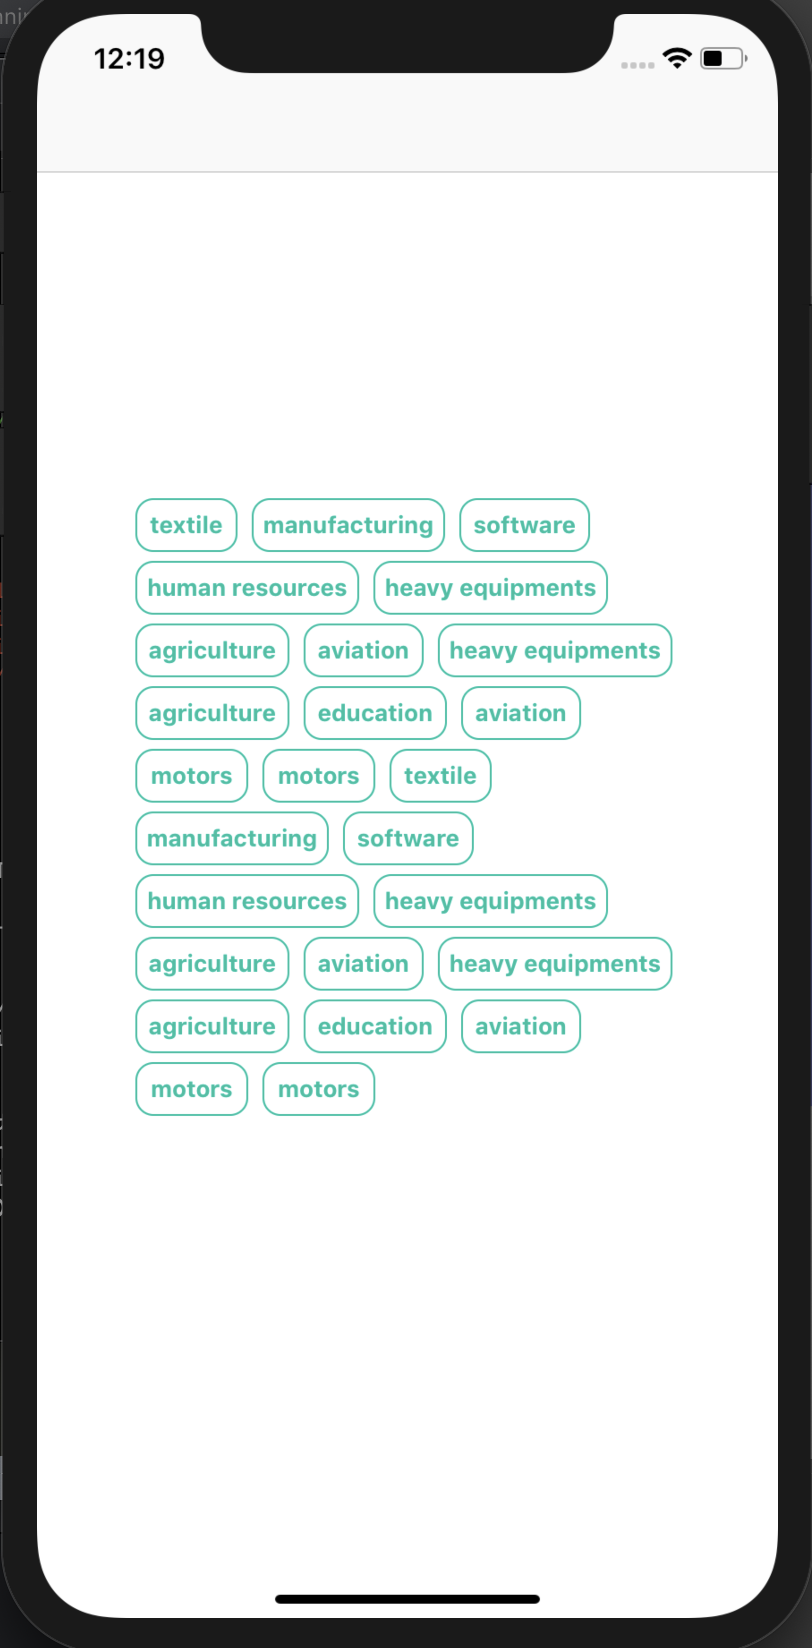 12:19
textile manufacturing software
human resources heavy equipments
agriculture aviation heavy equipments
agriculture education aviation
motors motors textile
manufacturing software
human resources heavy equipments
agriculture aviation heavy equipments
agriculture education aviation
motors motors